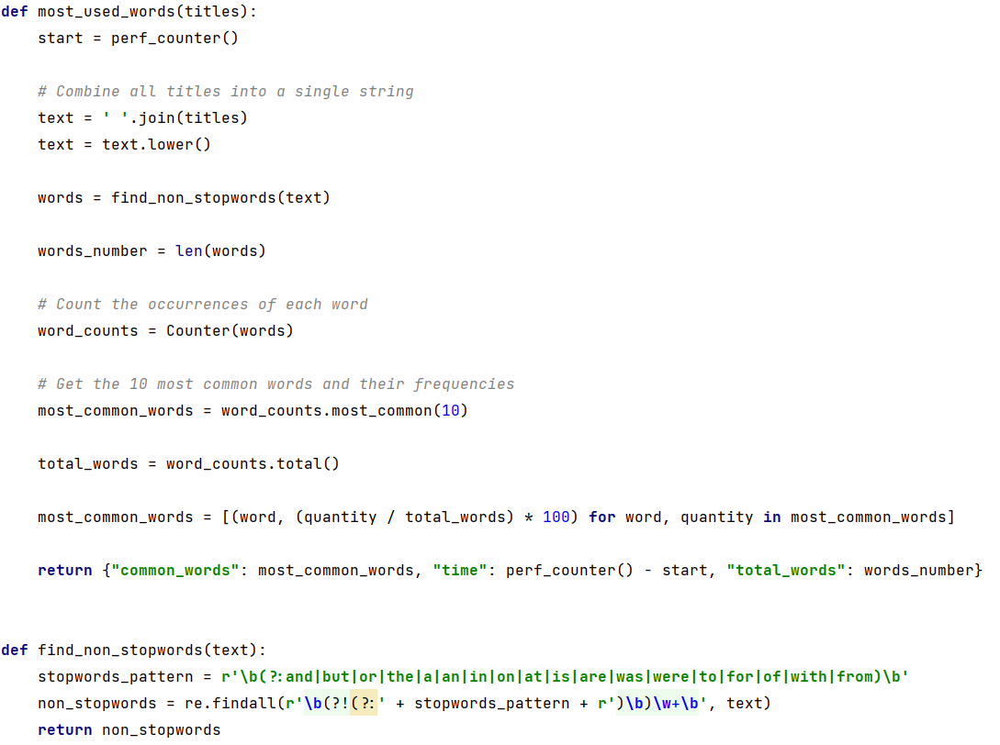 def most_used_words(titles):
    start = perf_counter()

    # Combine all titles into a single string
    text = ' '.join(titles)
    text = text.lower()

    words = find_non_stopwords(text)

    words_number = len(words)

    # Count the occurrences of each word
    word_counts = Counter(words)

    # Get the 10 most common words and their frequencies
    most_common_words = word_counts.most_common(10)

    total_words = word_counts.total()

    most_common_words = [(word, (quantity / total_words) * 100) for word, quantity in most_common_words]

    return {"common_words": most_common_words, "time": perf_counter() - start, "total_words": words_number}


def find_non_stopwords(text):
    stopwords_pattern = r'\b(?:and|but|or|the|a|an|in|on|at|is|are|was|were|to|for|of|with|from)\b'
    non_stopwords = re.findall(r'\b(?!(?:' + stopwords_pattern + r')\b)\w+\b', text)
    return non_stopwords